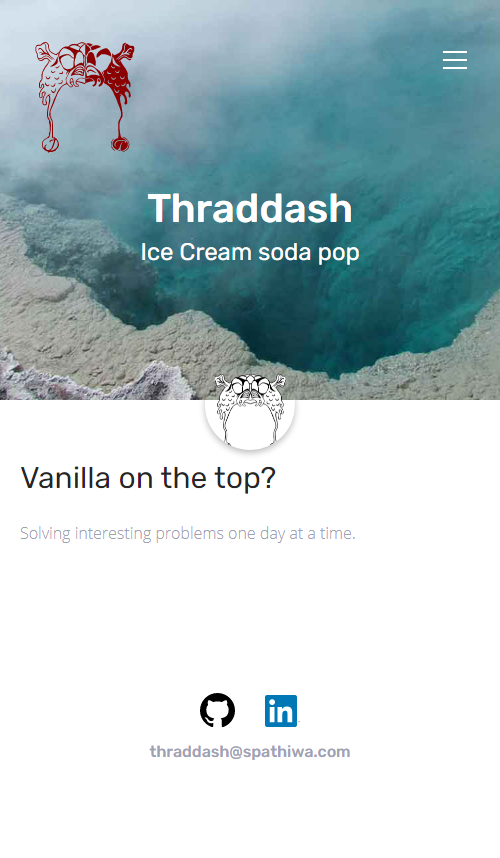 Thraddash
Ice Cream soda pop
Vanilla on the top?
Solving interesting problems one day at a time.
in
thraddash@spathiwa.com